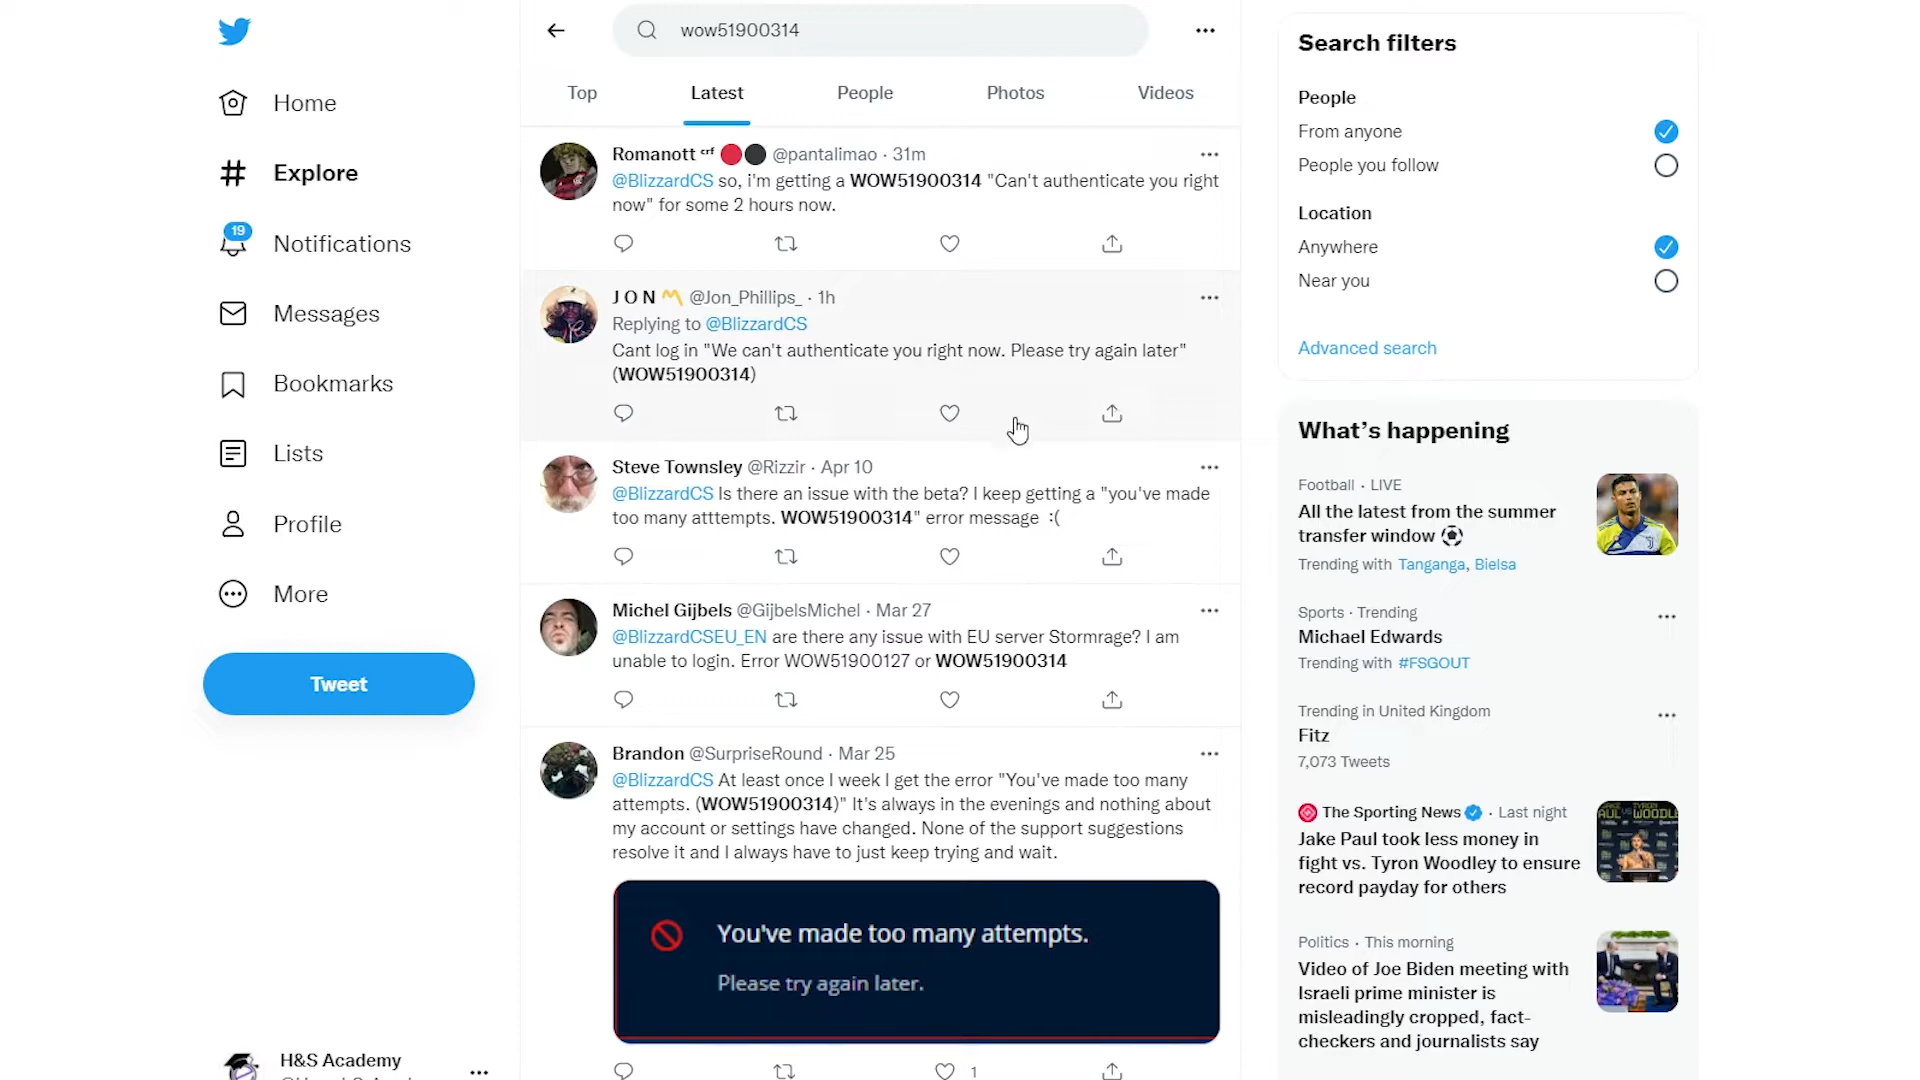 Home
Explore
19
Notifications
Messages
Bookmarks
Lists
Profile
More
Tweet
H&S Academy
wow51900314
Top
Latest
People
Photos
Videos
Romanott ᶜʳᶠ @pantalimao · 31m
@BlizzardCS so, i'm getting a WOW51900314 "Can't authenticate you right
now" for some 2 hours now.
J O N @Jon_Phillips_ · 1h
Replying to @BlizzardCS
Cant log in "We can't authenticate you right now. Please try again later"
(WOW51900314)
Steve Townsley @Rizzir · Apr 10
@BlizzardCS Is there an issue with the beta? I keep getting a "you've made
too many atttempts. WOW51900314" error message :(
Michel Gijbels @GijbelsMichel · Mar 27
@BlizzardCSEU_EN are there any issue with EU server Stormrage? I am
unable to login. Error WOW51900127 or WOW51900314
Brandon @SurpriseRound · Mar 25
@BlizzardCS At least once I week I get the error "You've made too many
attempts. (WOW51900314)" It's always in the evenings and nothing about
my account or settings have changed. None of the support suggestions
resolve it and I always have to just keep trying and wait.
You've made too many attempts.
Please try again later.
1
Search filters
People
From anyone
People you follow
Location
Anywhere
Near you
Advanced search
What's happening
Football · LIVE
All the latest from the summer
transfer window
Trending with Tanganga, Bielsa
Sports · Trending
Michael Edwards
Trending with #FSGOUT
Trending in United Kingdom
Fitz
7,073 Tweets
The Sporting News · Last night
Jake Paul took less money in
fight vs. Tyron Woodley to ensure
record payday for others
Politics · This morning
Video of Joe Biden meeting with
Israeli prime minister is
misleadingly cropped, fact-
checkers and journalists say